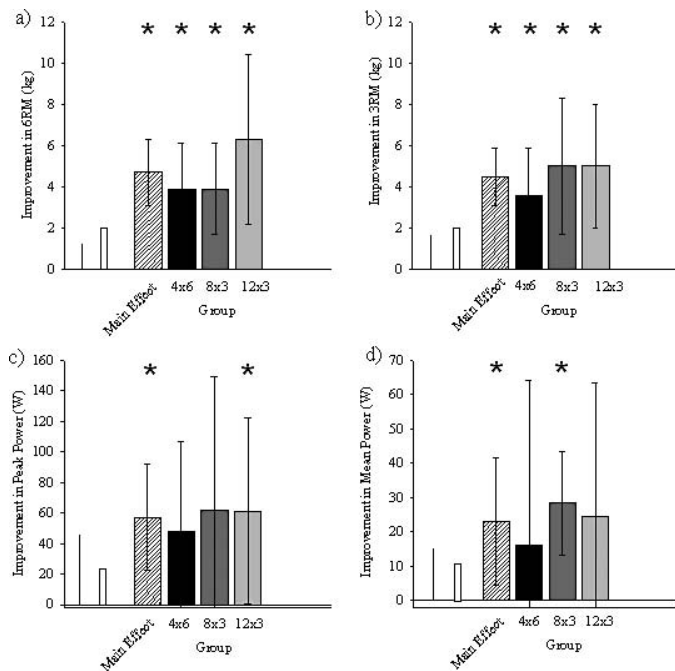 a)
Improvement in 6RM (kg)
12
10
8
6
4
2
0
* * * *
Main Effect 4x6 8x3 12x3
Group
b)
Improvement in 3RM (kg)
12
10
8
6
4
2
0
* * * *
Main Effect 4x6 8x3 12x3
Group
c)
Improvement in Peak Power (W)
160
140
120
100
80
60
40
20
0
* *
Main Effect 4x6 8x3 12x3
Group
d)
Improvement in Mean Power (W)
70
60
50
40
30
20
10
0
* *
Main Effect 4x6 8x3 12x3
Group